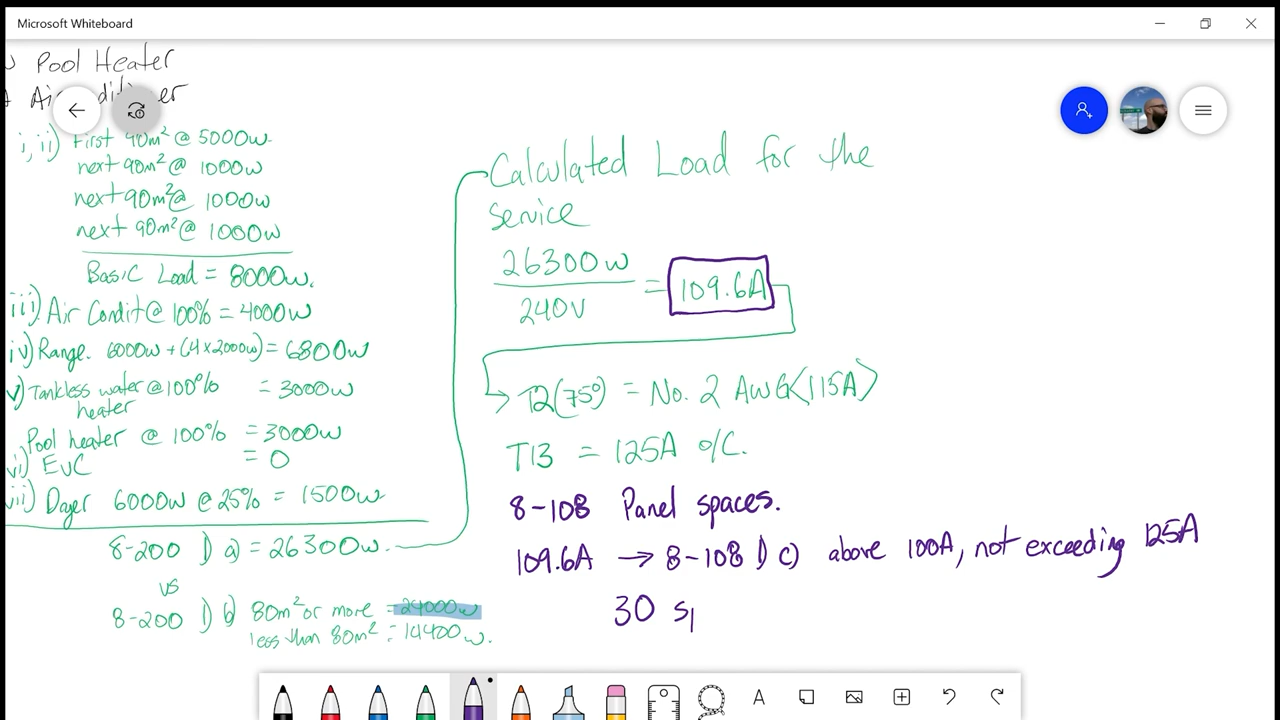 Microsoft Whiteboard
Pool Heater
i, ii) First 90m² @ 5000w.
next 90m² @ 1000w
next 90m² @ 1000w
next 90m² @ 1000w
Basic Load = 8000w.
iii) Air Condit @ 100% = 4000w
iv) Range. 6000w + (.4 x 2000w) = 6800w
v) Tankless water @ 100% = 3000w
heater
Pool heater @ 100% = 3000w
vi) EVC = 0
vii) Dryer 6000w @ 25% = 1500w
8-200 1) a) = 26300w.
vs
8-200 1) b) 80m² or more = 24000w
less than 80m² = 14400w.
Calculated Load for the
service
26300w
240V
= 109.6A
T2(75°) = No. 2 AWG<115A>
T13 = 125A o/C.
8-108 Panel spaces.
109.6A → 8-108 1) c) above 100A, not exceeding 125A
30 sp
A